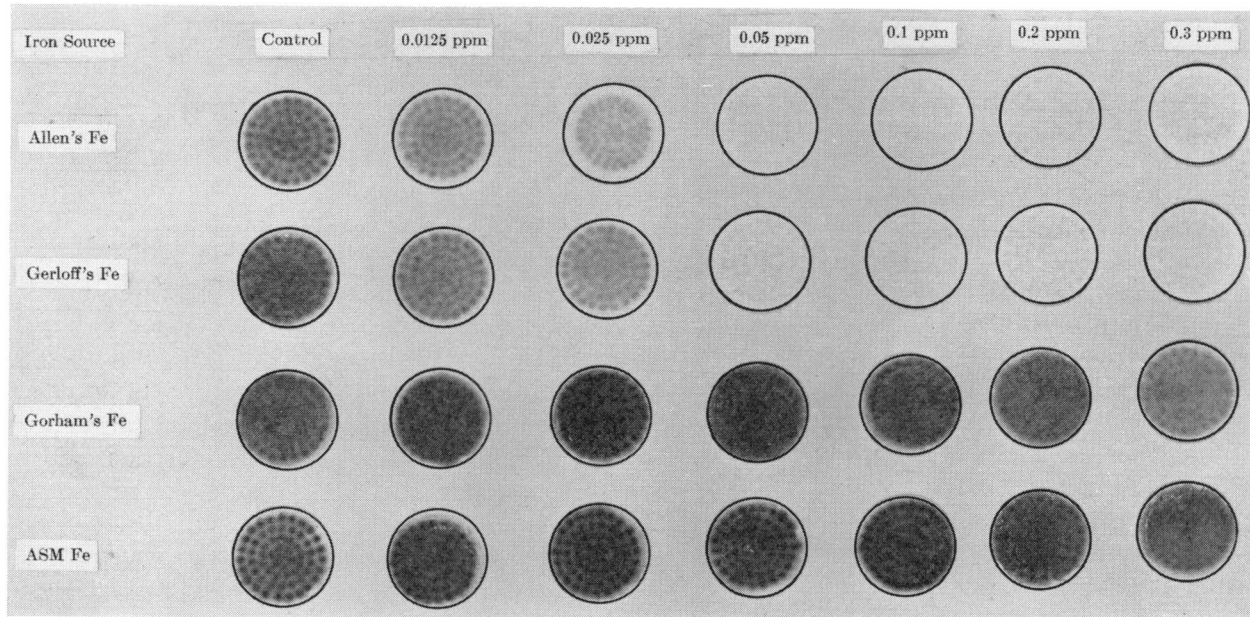 Iron Source Control 0.0125 ppm 0.025 ppm 0.05 ppm 0.1 ppm 0.2 ppm 0.3 ppm
Allen's Fe
Gerloff's Fe
Gorham's Fe
ASM Fe